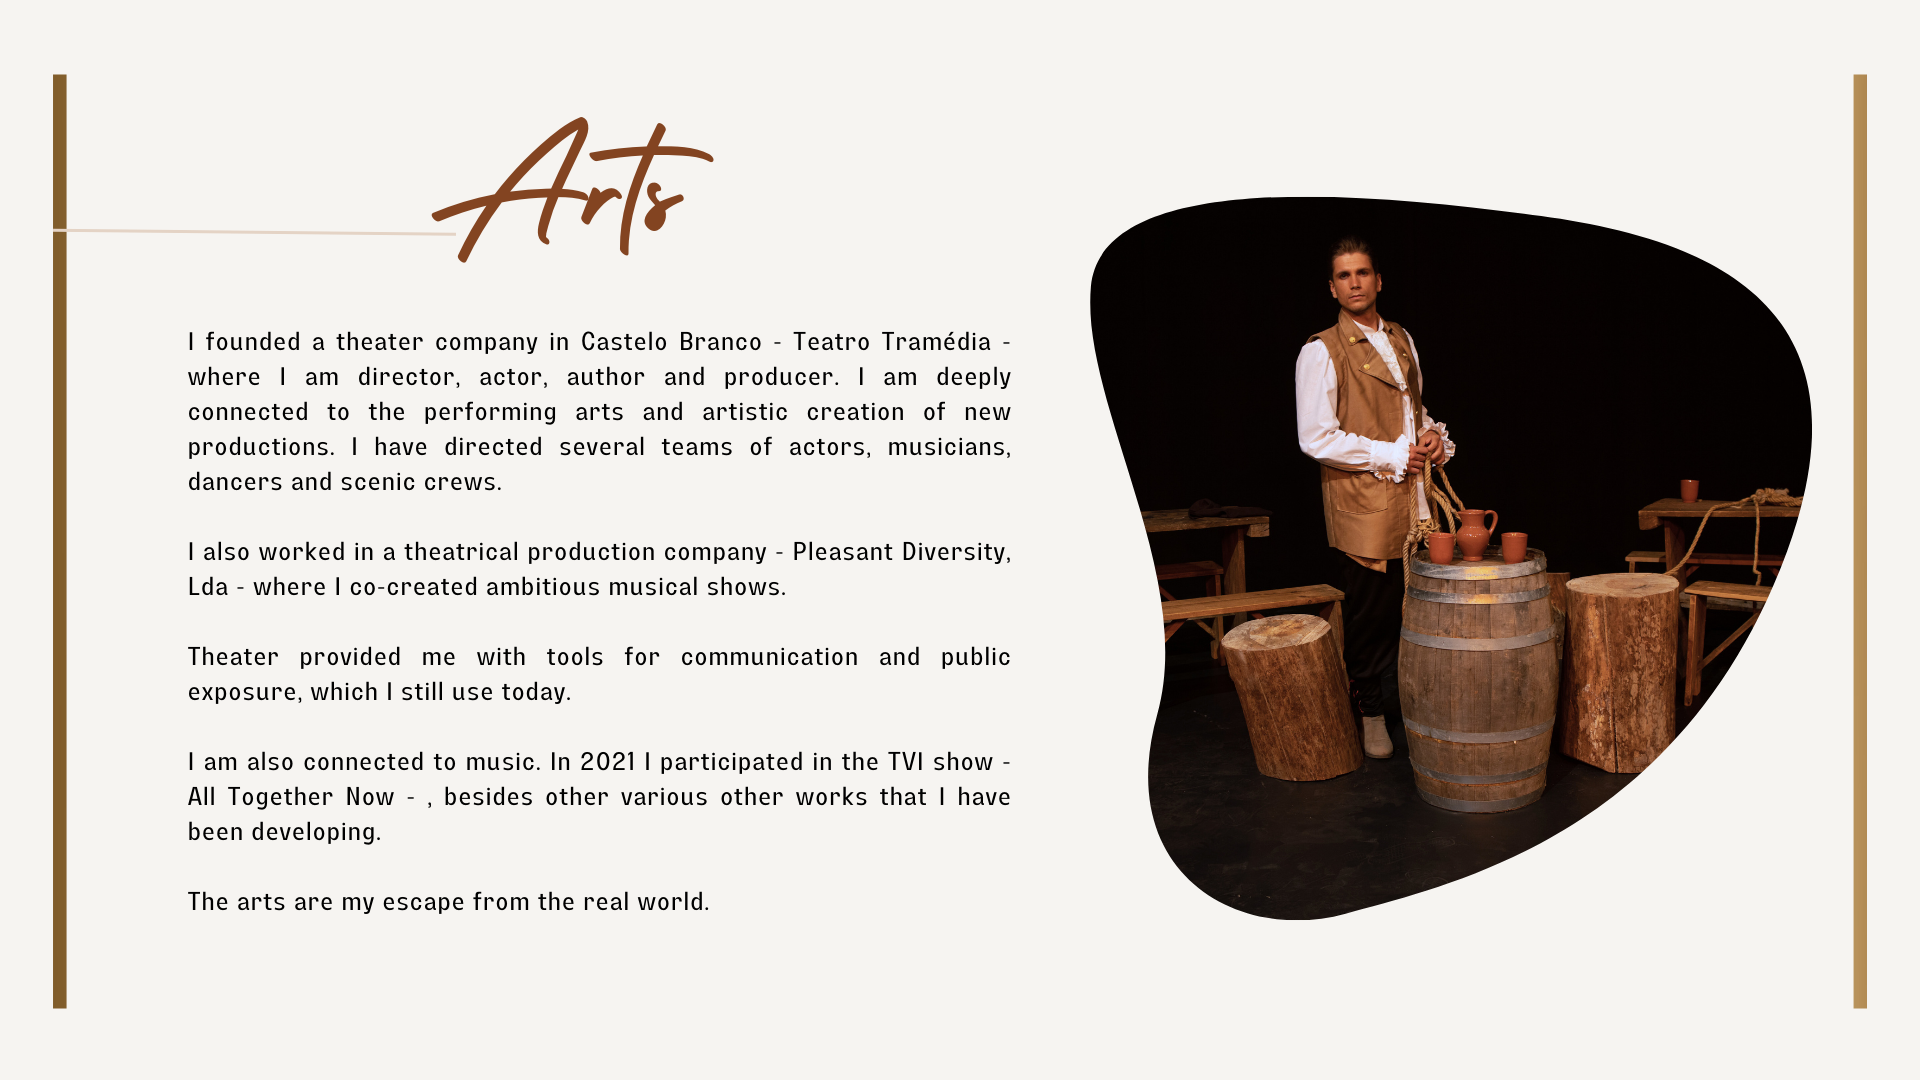 Arts
I founded a theater company in Castelo Branco - Teatro Tramédia -
where I am director, actor, author and producer. I am deeply
connected to the performing arts and artistic creation of new
productions. I have directed several teams of actors, musicians,
dancers and scenic crews.
I also worked in a theatrical production company - Pleasant Diversity,
Lda - where I co-created ambitious musical shows.
Theater provided me with tools for communication and public
exposure, which I still use today.
I am also connected to music. In 2021 I participated in the TVI show -
All Together Now - , besides other various other works that I have
been developing.
The arts are my escape from the real world.